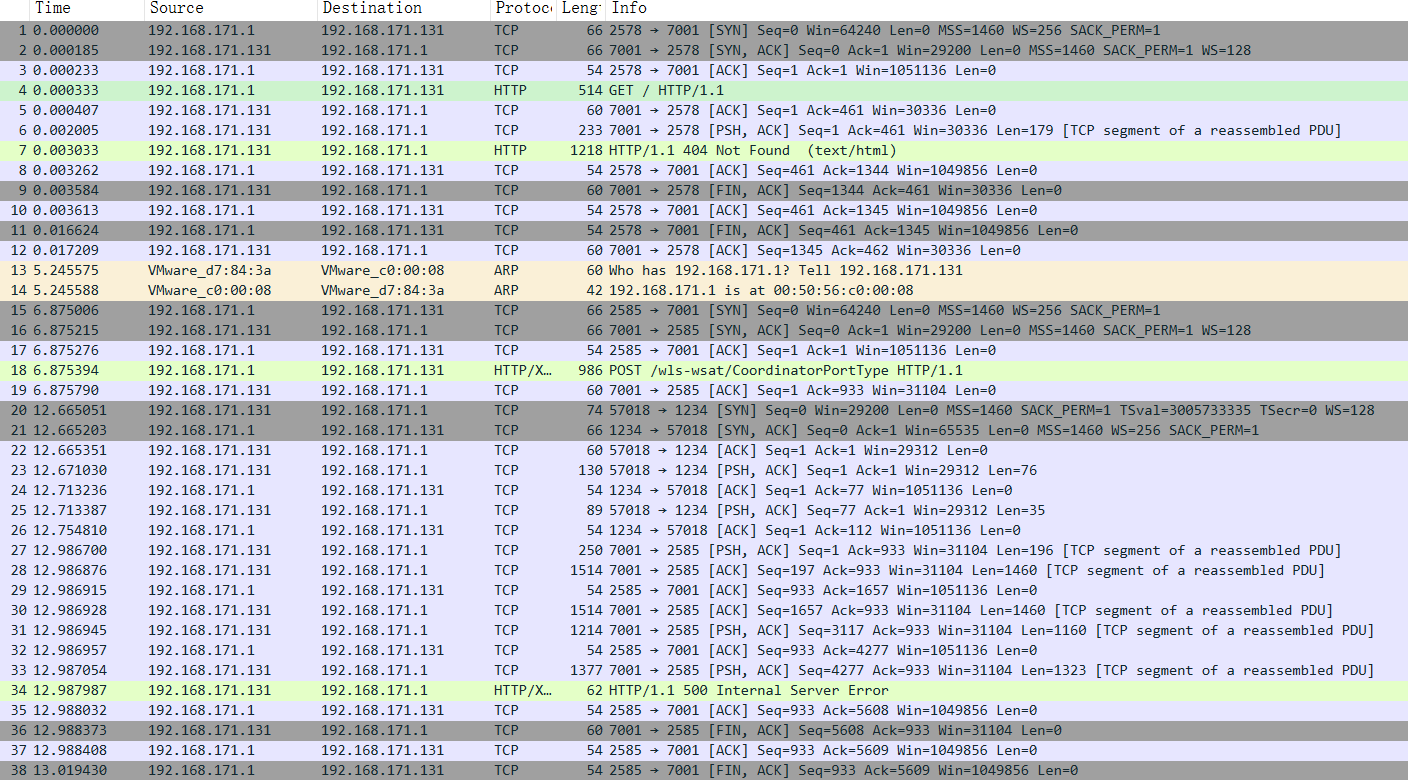 Time Source Destination Protoc Leng Info
1 0.000000 192.168.171.1 192.168.171.131 TCP 66 2578 → 7001 [SYN] Seq=0 Win=64240 Len=0 MSS=1460 WS=256 SACK_PERM=1
2 0.000185 192.168.171.131 192.168.171.1 TCP 66 7001 → 2578 [SYN, ACK] Seq=0 Ack=1 Win=29200 Len=0 MSS=1460 SACK_PERM=1 WS=128
3 0.000233 192.168.171.1 192.168.171.131 TCP 54 2578 → 7001 [ACK] Seq=1 Ack=1 Win=1051136 Len=0
4 0.000333 192.168.171.1 192.168.171.131 HTTP 514 GET / HTTP/1.1
5 0.000407 192.168.171.131 192.168.171.1 TCP 60 7001 → 2578 [ACK] Seq=1 Ack=461 Win=30336 Len=0
6 0.002005 192.168.171.131 192.168.171.1 TCP 233 7001 → 2578 [PSH, ACK] Seq=1 Ack=461 Win=30336 Len=179 [TCP segment of a reassembled PDU]
7 0.003033 192.168.171.131 192.168.171.1 HTTP 1218 HTTP/1.1 404 Not Found (text/html)
8 0.003262 192.168.171.1 192.168.171.131 TCP 54 2578 → 7001 [ACK] Seq=461 Ack=1344 Win=1049856 Len=0
9 0.003584 192.168.171.131 192.168.171.1 TCP 60 7001 → 2578 [FIN, ACK] Seq=1344 Ack=461 Win=30336 Len=0
10 0.003613 192.168.171.1 192.168.171.131 TCP 54 2578 → 7001 [ACK] Seq=461 Ack=1345 Win=1049856 Len=0
11 0.016624 192.168.171.1 192.168.171.131 TCP 54 2578 → 7001 [FIN, ACK] Seq=461 Ack=1345 Win=1049856 Len=0
12 0.017209 192.168.171.131 192.168.171.1 TCP 60 7001 → 2578 [ACK] Seq=1345 Ack=462 Win=30336 Len=0
13 5.245575 VMware_d7:84:3a VMware_c0:00:08 ARP 60 Who has 192.168.171.1? Tell 192.168.171.131
14 5.245588 VMware_c0:00:08 VMware_d7:84:3a ARP 42 192.168.171.1 is at 00:50:56:c0:00:08
15 6.875006 192.168.171.1 192.168.171.131 TCP 66 2585 → 7001 [SYN] Seq=0 Win=64240 Len=0 MSS=1460 WS=256 SACK_PERM=1
16 6.875215 192.168.171.131 192.168.171.1 TCP 66 7001 → 2585 [SYN, ACK] Seq=0 Ack=1 Win=29200 Len=0 MSS=1460 SACK_PERM=1 WS=128
17 6.875276 192.168.171.1 192.168.171.131 TCP 54 2585 → 7001 [ACK] Seq=1 Ack=1 Win=1051136 Len=0
18 6.875394 192.168.171.1 192.168.171.131 HTTP/X… 986 POST /wls-wsat/CoordinatorPortType HTTP/1.1
19 6.875790 192.168.171.131 192.168.171.1 TCP 60 7001 → 2585 [ACK] Seq=1 Ack=933 Win=31104 Len=0
20 12.665051 192.168.171.131 192.168.171.1 TCP 74 57018 → 1234 [SYN] Seq=0 Win=29200 Len=0 MSS=1460 SACK_PERM=1 TSval=3005733335 TSecr=0 WS=128
21 12.665203 192.168.171.1 192.168.171.131 TCP 66 1234 → 57018 [SYN, ACK] Seq=0 Ack=1 Win=65535 Len=0 MSS=1460 WS=256 SACK_PERM=1
22 12.665351 192.168.171.131 192.168.171.1 TCP 60 57018 → 1234 [ACK] Seq=1 Ack=1 Win=29312 Len=0
23 12.671030 192.168.171.131 192.168.171.1 TCP 130 57018 → 1234 [PSH, ACK] Seq=1 Ack=1 Win=29312 Len=76
24 12.713236 192.168.171.1 192.168.171.131 TCP 54 1234 → 57018 [ACK] Seq=1 Ack=77 Win=1051136 Len=0
25 12.713387 192.168.171.131 192.168.171.1 TCP 89 57018 → 1234 [PSH, ACK] Seq=77 Ack=1 Win=29312 Len=35
26 12.754810 192.168.171.1 192.168.171.131 TCP 54 1234 → 57018 [ACK] Seq=1 Ack=112 Win=1051136 Len=0
27 12.986700 192.168.171.131 192.168.171.1 TCP 250 7001 → 2585 [PSH, ACK] Seq=1 Ack=933 Win=31104 Len=196 [TCP segment of a reassembled PDU]
28 12.986876 192.168.171.131 192.168.171.1 TCP 1514 7001 → 2585 [ACK] Seq=197 Ack=933 Win=31104 Len=1460 [TCP segment of a reassembled PDU]
29 12.986915 192.168.171.1 192.168.171.131 TCP 54 2585 → 7001 [ACK] Seq=933 Ack=1657 Win=1051136 Len=0
30 12.986928 192.168.171.131 192.168.171.1 TCP 1514 7001 → 2585 [ACK] Seq=1657 Ack=933 Win=31104 Len=1460 [TCP segment of a reassembled PDU]
31 12.986945 192.168.171.131 192.168.171.1 TCP 1214 7001 → 2585 [PSH, ACK] Seq=3117 Ack=933 Win=31104 Len=1160 [TCP segment of a reassembled PDU]
32 12.986957 192.168.171.1 192.168.171.131 TCP 54 2585 → 7001 [ACK] Seq=933 Ack=4277 Win=1051136 Len=0
33 12.987054 192.168.171.131 192.168.171.1 TCP 1377 7001 → 2585 [PSH, ACK] Seq=4277 Ack=933 Win=31104 Len=1323 [TCP segment of a reassembled PDU]
34 12.987987 192.168.171.131 192.168.171.1 HTTP/X… 62 HTTP/1.1 500 Internal Server Error
35 12.988032 192.168.171.1 192.168.171.131 TCP 54 2585 → 7001 [ACK] Seq=933 Ack=5608 Win=1049856 Len=0
36 12.988373 192.168.171.131 192.168.171.1 TCP 60 7001 → 2585 [FIN, ACK] Seq=5608 Ack=933 Win=31104 Len=0
37 12.988408 192.168.171.1 192.168.171.131 TCP 54 2585 → 7001 [ACK] Seq=933 Ack=5609 Win=1049856 Len=0
38 13.019430 192.168.171.1 192.168.171.131 TCP 54 2585 → 7001 [FIN, ACK] Seq=933 Ack=5609 Win=1049856 Len=0